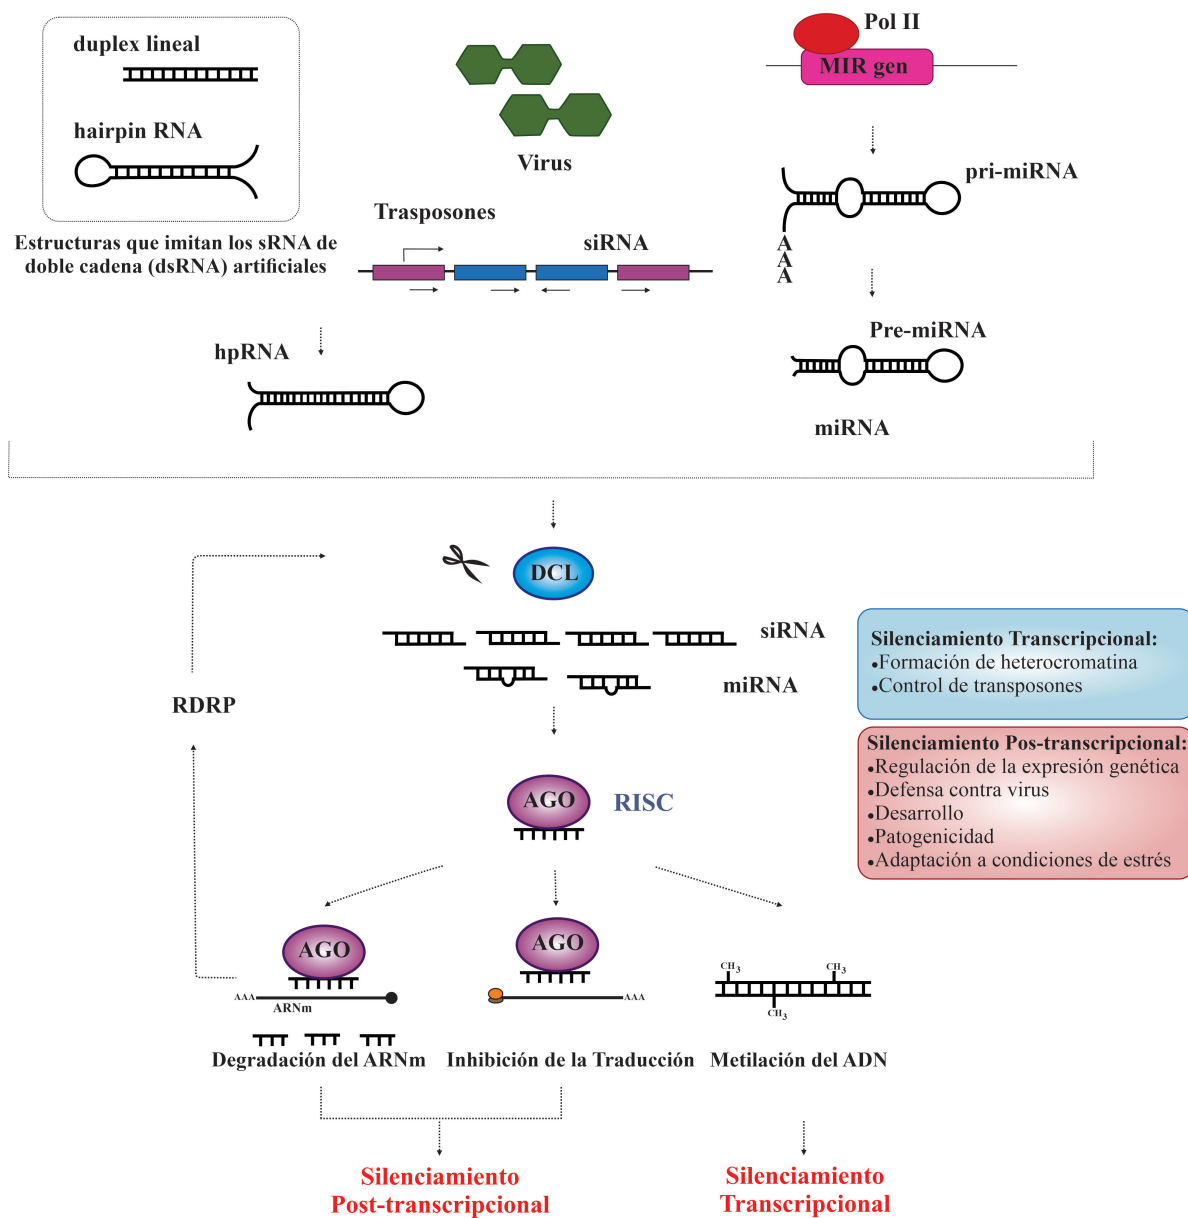 duplex lineal
hairpin RNA
Estructuras que imitan los sRNA de
doble cadena (dsRNA) artificiales
Virus
Trasposones
siRNA
hpRNA
Pol II
MIR gen
pri-miRNA
A
A
A
Pre-miRNA
miRNA
DCL
siRNA
miRNA
RDRP
AGO
RISC
Silenciamiento Transcripcional:
•Formación de heterocromatina
•Control de transposones
Silenciamiento Pos-transcripcional:
•Regulación de la expresión genética
•Defensa contra virus
•Desarrollo
•Patogenicidad
•Adaptación a condiciones de estrés
AGO
AAA
ARNm
Degradación del ARNm
AGO
AAA
Inhibición de la Traducción
CH3
CH3
CH3
Metilación del ADN
Silenciamiento
Post-transcripcional
Silenciamiento
Transcripcional